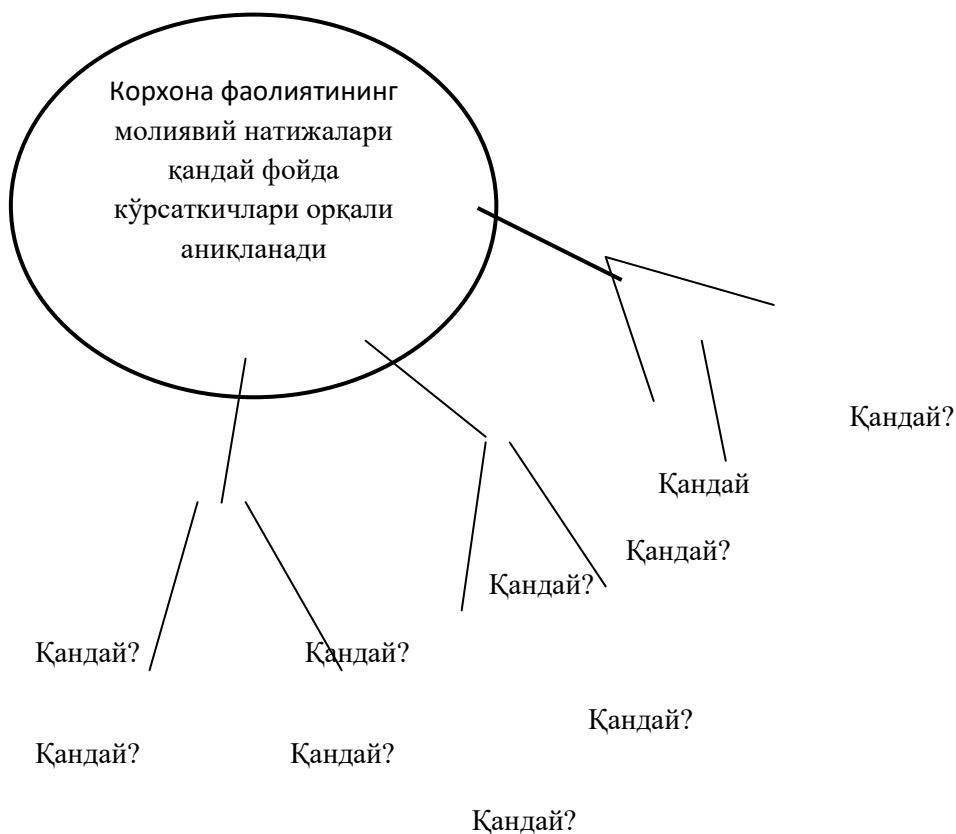 Корхона фаолиятининг
молиявий натижалари
қандай фойда
кўрсаткичлари орқали
аниқланади
Қандай?
Қандай
Қандай?
Қандай?
Қандай? Қандай?
Қандай?
Қандай? Қандай?
Қандай?